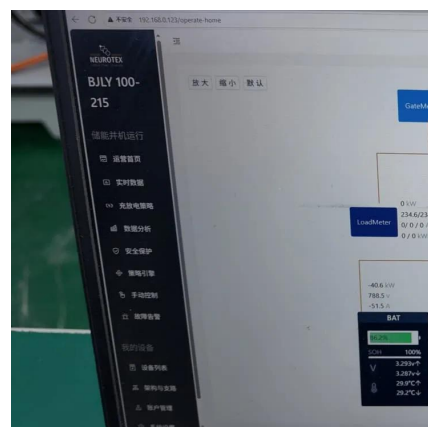 不安全 192.168.0.123/operate-home
NEUROTEX
BJLY 100-
215
储能并机运行
运营首页
实时数据
充放电策略
数据分析
安全保护
策略引擎
手动控制
故障告警
我的设备
设备列表
架构与支路
账户管理
放大 缩小 默认
GateMe
LoadMeter
0 kW
234.6/23
0/ 0 / 0
0 / 0 kW
-40.6 kW
788.5 v
-51.5 A
BAT
SOH 100%
V
3.293v
3.287v
29.9°C
29.2°C